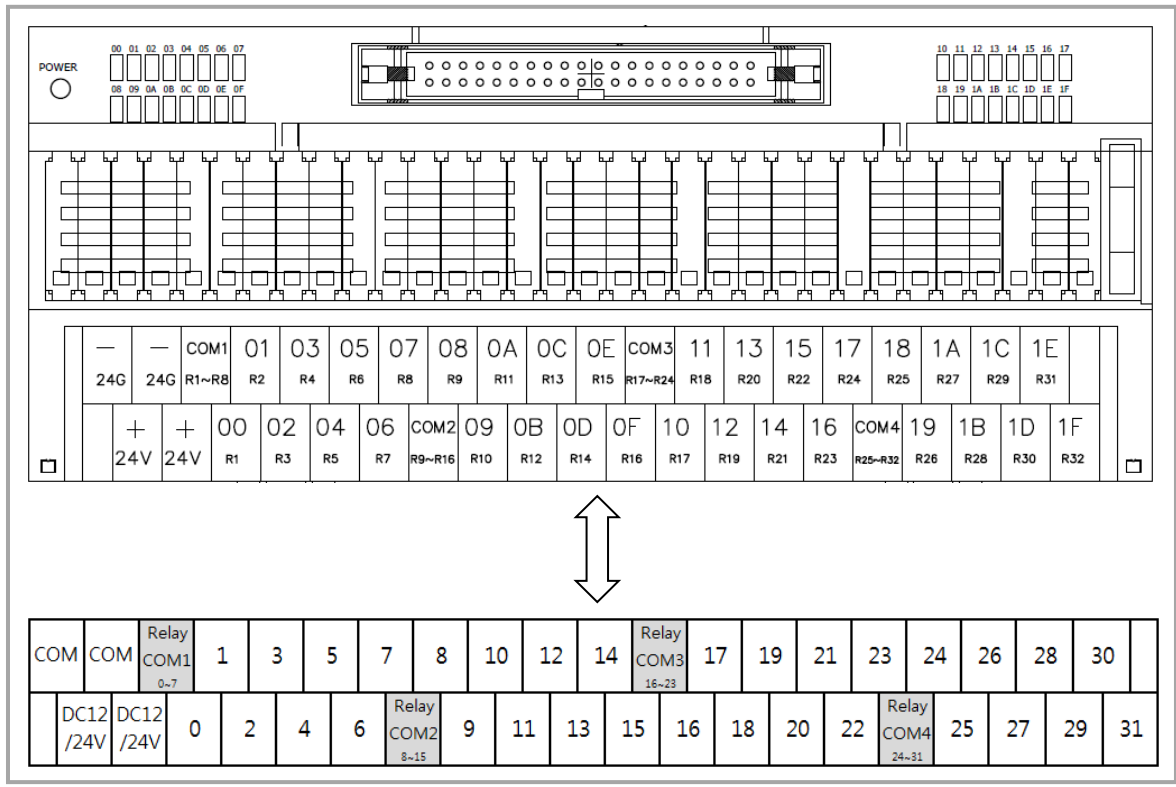 00 01 02 03 04 05 06 07
10 11 12 13 14 15 16 17
POWER
08 09 0A 0B 0C 0D 0E 0F
18 19 1A 1B 1C 1D 1E 1F
− − COM1 01 03 05 07 08 0A 0C 0E COM3 11 13 15 17 18 1A 1C 1E
24G 24G R1~R8 R2 R4 R6 R8 R9 R11 R13 R15 R17~R24 R18 R20 R22 R24 R25 R27 R29 R31
+ + 00 02 04 06 COM2 09 0B 0D 0F 10 12 14 16 COM4 19 1B 1D 1F
24V 24V R1 R3 R5 R7 R9~R16 R10 R12 R14 R16 R17 R19 R21 R23 R25~R32 R26 R28 R30 R32
COM COM Relay COM1 0~7 1 3 5 7 8 10 12 14 Relay COM3 16~23 17 19 21 23 24 26 28 30
DC12 /24V DC12 /24V 0 2 4 6 Relay COM2 8~15 9 11 13 15 16 18 20 22 Relay COM4 24~31 25 27 29 31